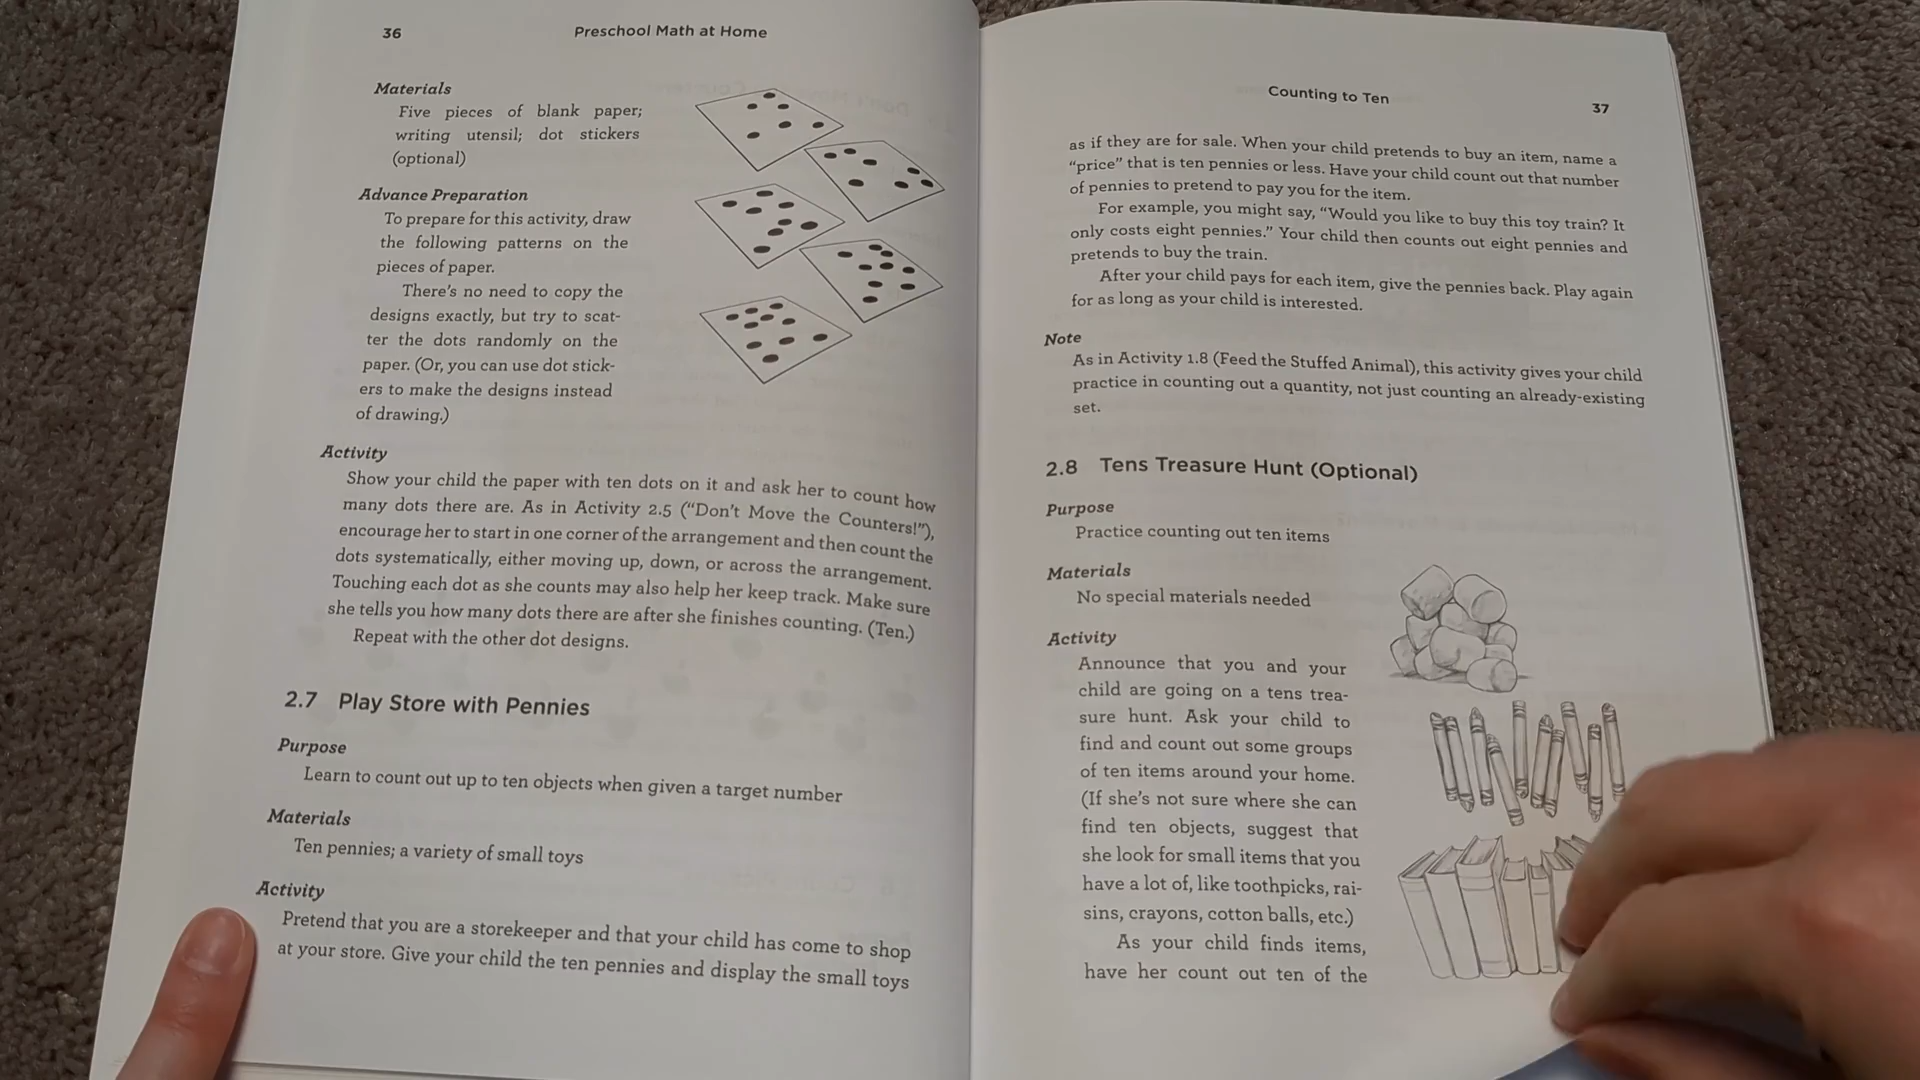 36
Preschool Math at Home
Materials
Five pieces of blank paper;
writing utensil; dot stickers
(optional)
Advance Preparation
To prepare for this activity, draw
the following patterns on the
pieces of paper.
There's no need to copy the
designs exactly, but try to scat-
ter the dots randomly on the
paper. (Or, you can use dot stick-
ers to make the designs instead
of drawing.)
Activity
Show your child the paper with ten dots on it and ask her to count how
many dots there are. As in Activity 2.5 ("Don't Move the Counters!"),
encourage her to start in one corner of the arrangement and then count the
dots systematically, either moving up, down, or across the arrangement.
Touching each dot as she counts may also help her keep track. Make sure
she tells you how many dots there are after she finishes counting. (Ten.)
Repeat with the other dot designs.
2.7 Play Store with Pennies
Purpose
Learn to count out up to ten objects when given a target number
Materials
Ten pennies; a variety of small toys
Activity
Pretend that you are a storekeeper and that your child has come to shop
at your store. Give your child the ten pennies and display the small toys
Counting to Ten
37
as if they are for sale. When your child pretends to buy an item, name a
"price" that is ten pennies or less. Have your child count out that number
of pennies to pretend to pay you for the item.
For example, you might say, "Would you like to buy this toy train? It
only costs eight pennies." Your child then counts out eight pennies and
pretends to buy the train.
After your child pays for each item, give the pennies back. Play again
for as long as your child is interested.
Note
As in Activity 1.8 (Feed the Stuffed Animal), this activity gives your child
practice in counting out a quantity, not just counting an already-existing
set.
2.8 Tens Treasure Hunt (Optional)
Purpose
Practice counting out ten items
Materials
No special materials needed
Activity
Announce that you and your
child are going on a tens trea-
sure hunt. Ask your child to
find and count out some groups
of ten items around your home.
(If she's not sure where she can
find ten objects, suggest that
she look for small items that you
have a lot of, like toothpicks, rai-
sins, crayons, cotton balls, etc.)
As your child finds items,
have her count out ten of the